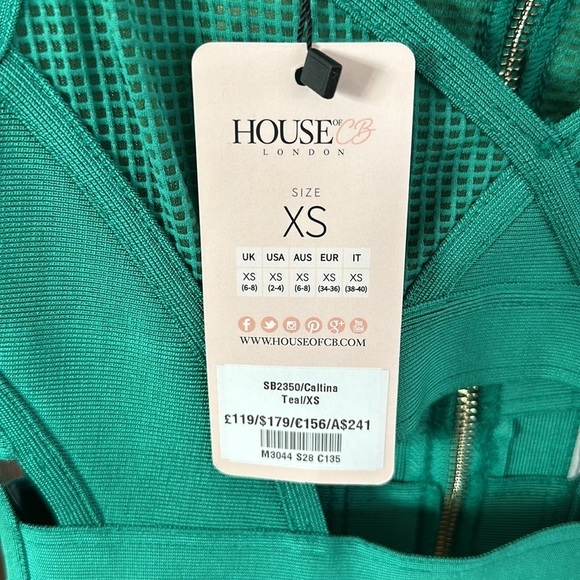 HOUSE OF CB
LONDON
SIZE
XS
UK USA AUS EUR IT
XS XS XS XS XS
(6-8) (2-4) (6-8) (34-36) (38-40)
WWW.HOUSEOFCB.COM
SB2350/Caltina
Teal/XS
£119/$179/€156/A$241
M3044 S28 C135